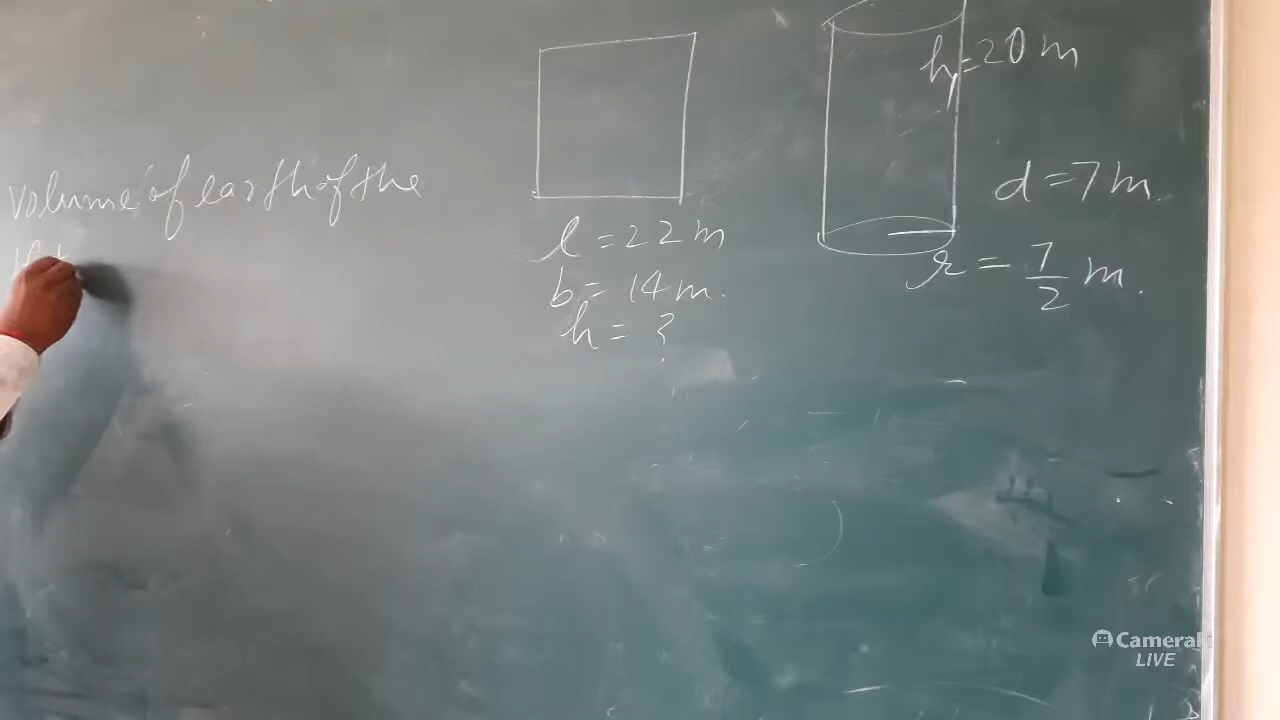 volume of earth of the
l = 22 m
b = 14 m.
h = ?
h = 20 m
d = 7 m.
r = 7/2 m.
CameraFi
LIVE